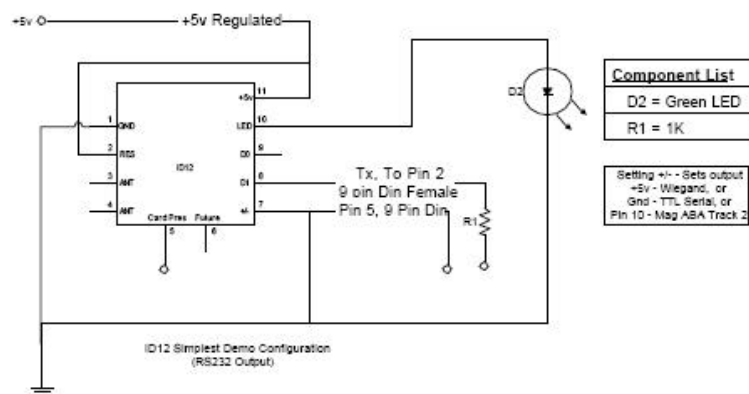 +5v
+5v Regulated
11
+5v
1
GND
LED
10
2
RES
D0
9
ID12
3
ANT
D1
8
4
ANT
+/-
7
Card Pres
Future
5
6
Tx, To Pin 2
9 pin Din Female
Pin 5, 9 Pin Din
R1
D2
Component List
D2 = Green LED
R1 = 1K
Setting +/- - Sets output
+5v - Wiegand, or
Gnd - TTL Serial, or
Pin 10 - Mag ABA Track 2
ID12 Simplest Demo Configuration
(RS232 Output)